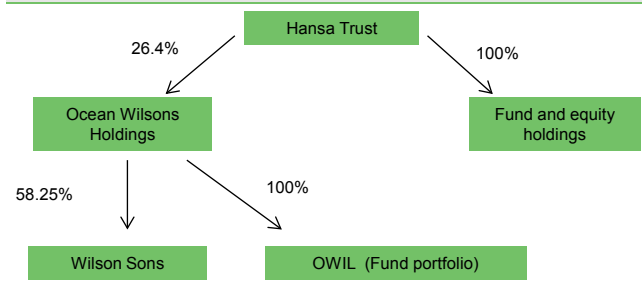 Hansa Trust
26.4%
100%
Ocean Wilsons
Holdings
Fund and equity
holdings
58.25%
100%
Wilson Sons
OWIL (Fund portfolio)